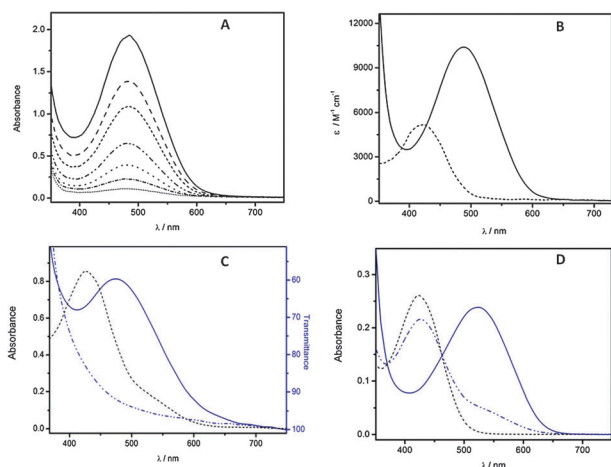 A
Absorbance
2.0
1.5
1.0
0.5
0.0
400 500 600 700
λ / nm
B
ε / M⁻¹ cm⁻¹
12000
9000
6000
3000
0
400 500 600 700
λ / nm
C
Absorbance
0.8
0.6
0.4
0.2
0.0
400 500 600 700
λ / nm
60
70
80
90
100
Transmittance
D
Absorbance
0.3
0.2
0.1
0.0
400 500 600 700
λ / nm